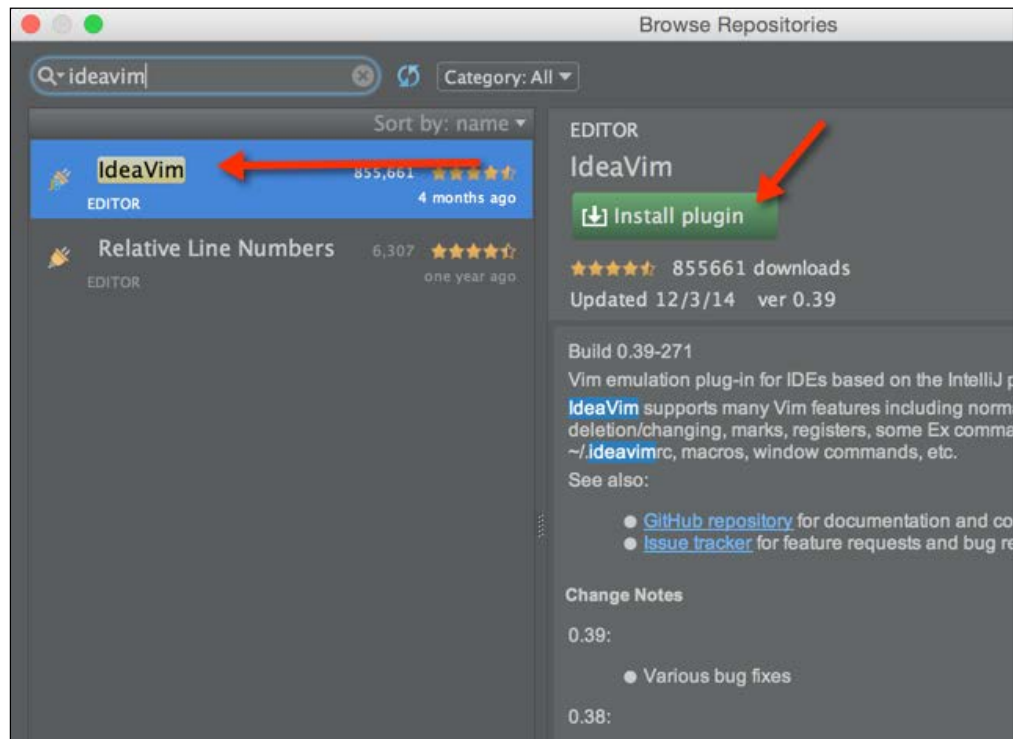 Browse Repositories
ideavim
Category: All
Sort by: name
IdeaVim 855,661
EDITOR 4 months ago
Relative Line Numbers 6,307
EDITOR one year ago
EDITOR
IdeaVim
Install plugin
855661 downloads
Updated 12/3/14 ver 0.39
Build 0.39-271
Vim emulation plug-in for IDEs based on the IntelliJ p
IdeaVim supports many Vim features including norma
deletion/changing, marks, registers, some Ex comma
~/.ideavimrc, macros, window commands, etc.
See also:
GitHub repository for documentation and co
Issue tracker for feature requests and bug re
Change Notes
0.39:
Various bug fixes
0.38: